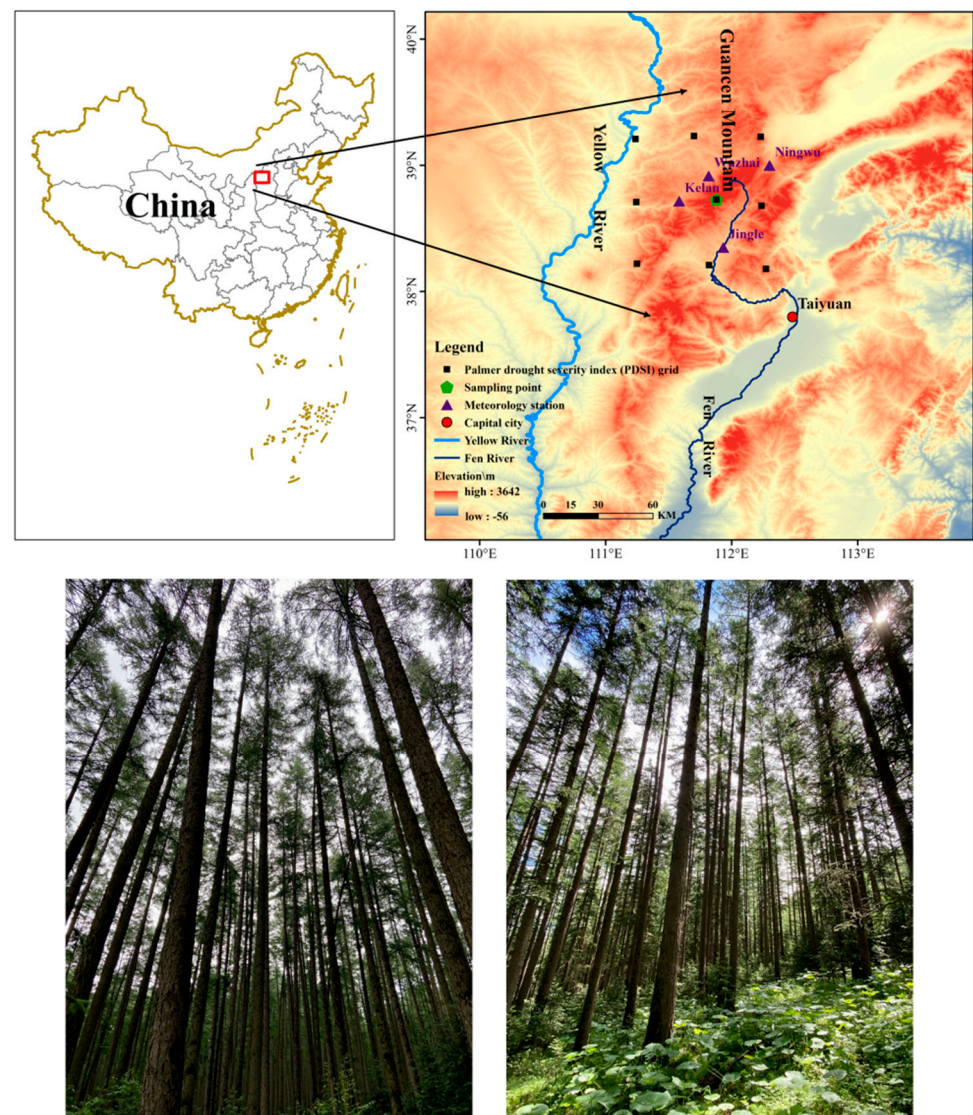 China
40°N
39°N
38°N
37°N
Guancen Mountain
Yellow River
Wuzhai
Ningwu
Kelan
Jingle
Taiyuan
Fen River
Legend
Palmer drought severity index (PDSI) grid
Sampling point
Meteorology station
Capital city
Yellow River
Fen River
Elevation\m
high : 3642
low : -56
0 15 30 60
KM
110°E 111°E 112°E 113°E